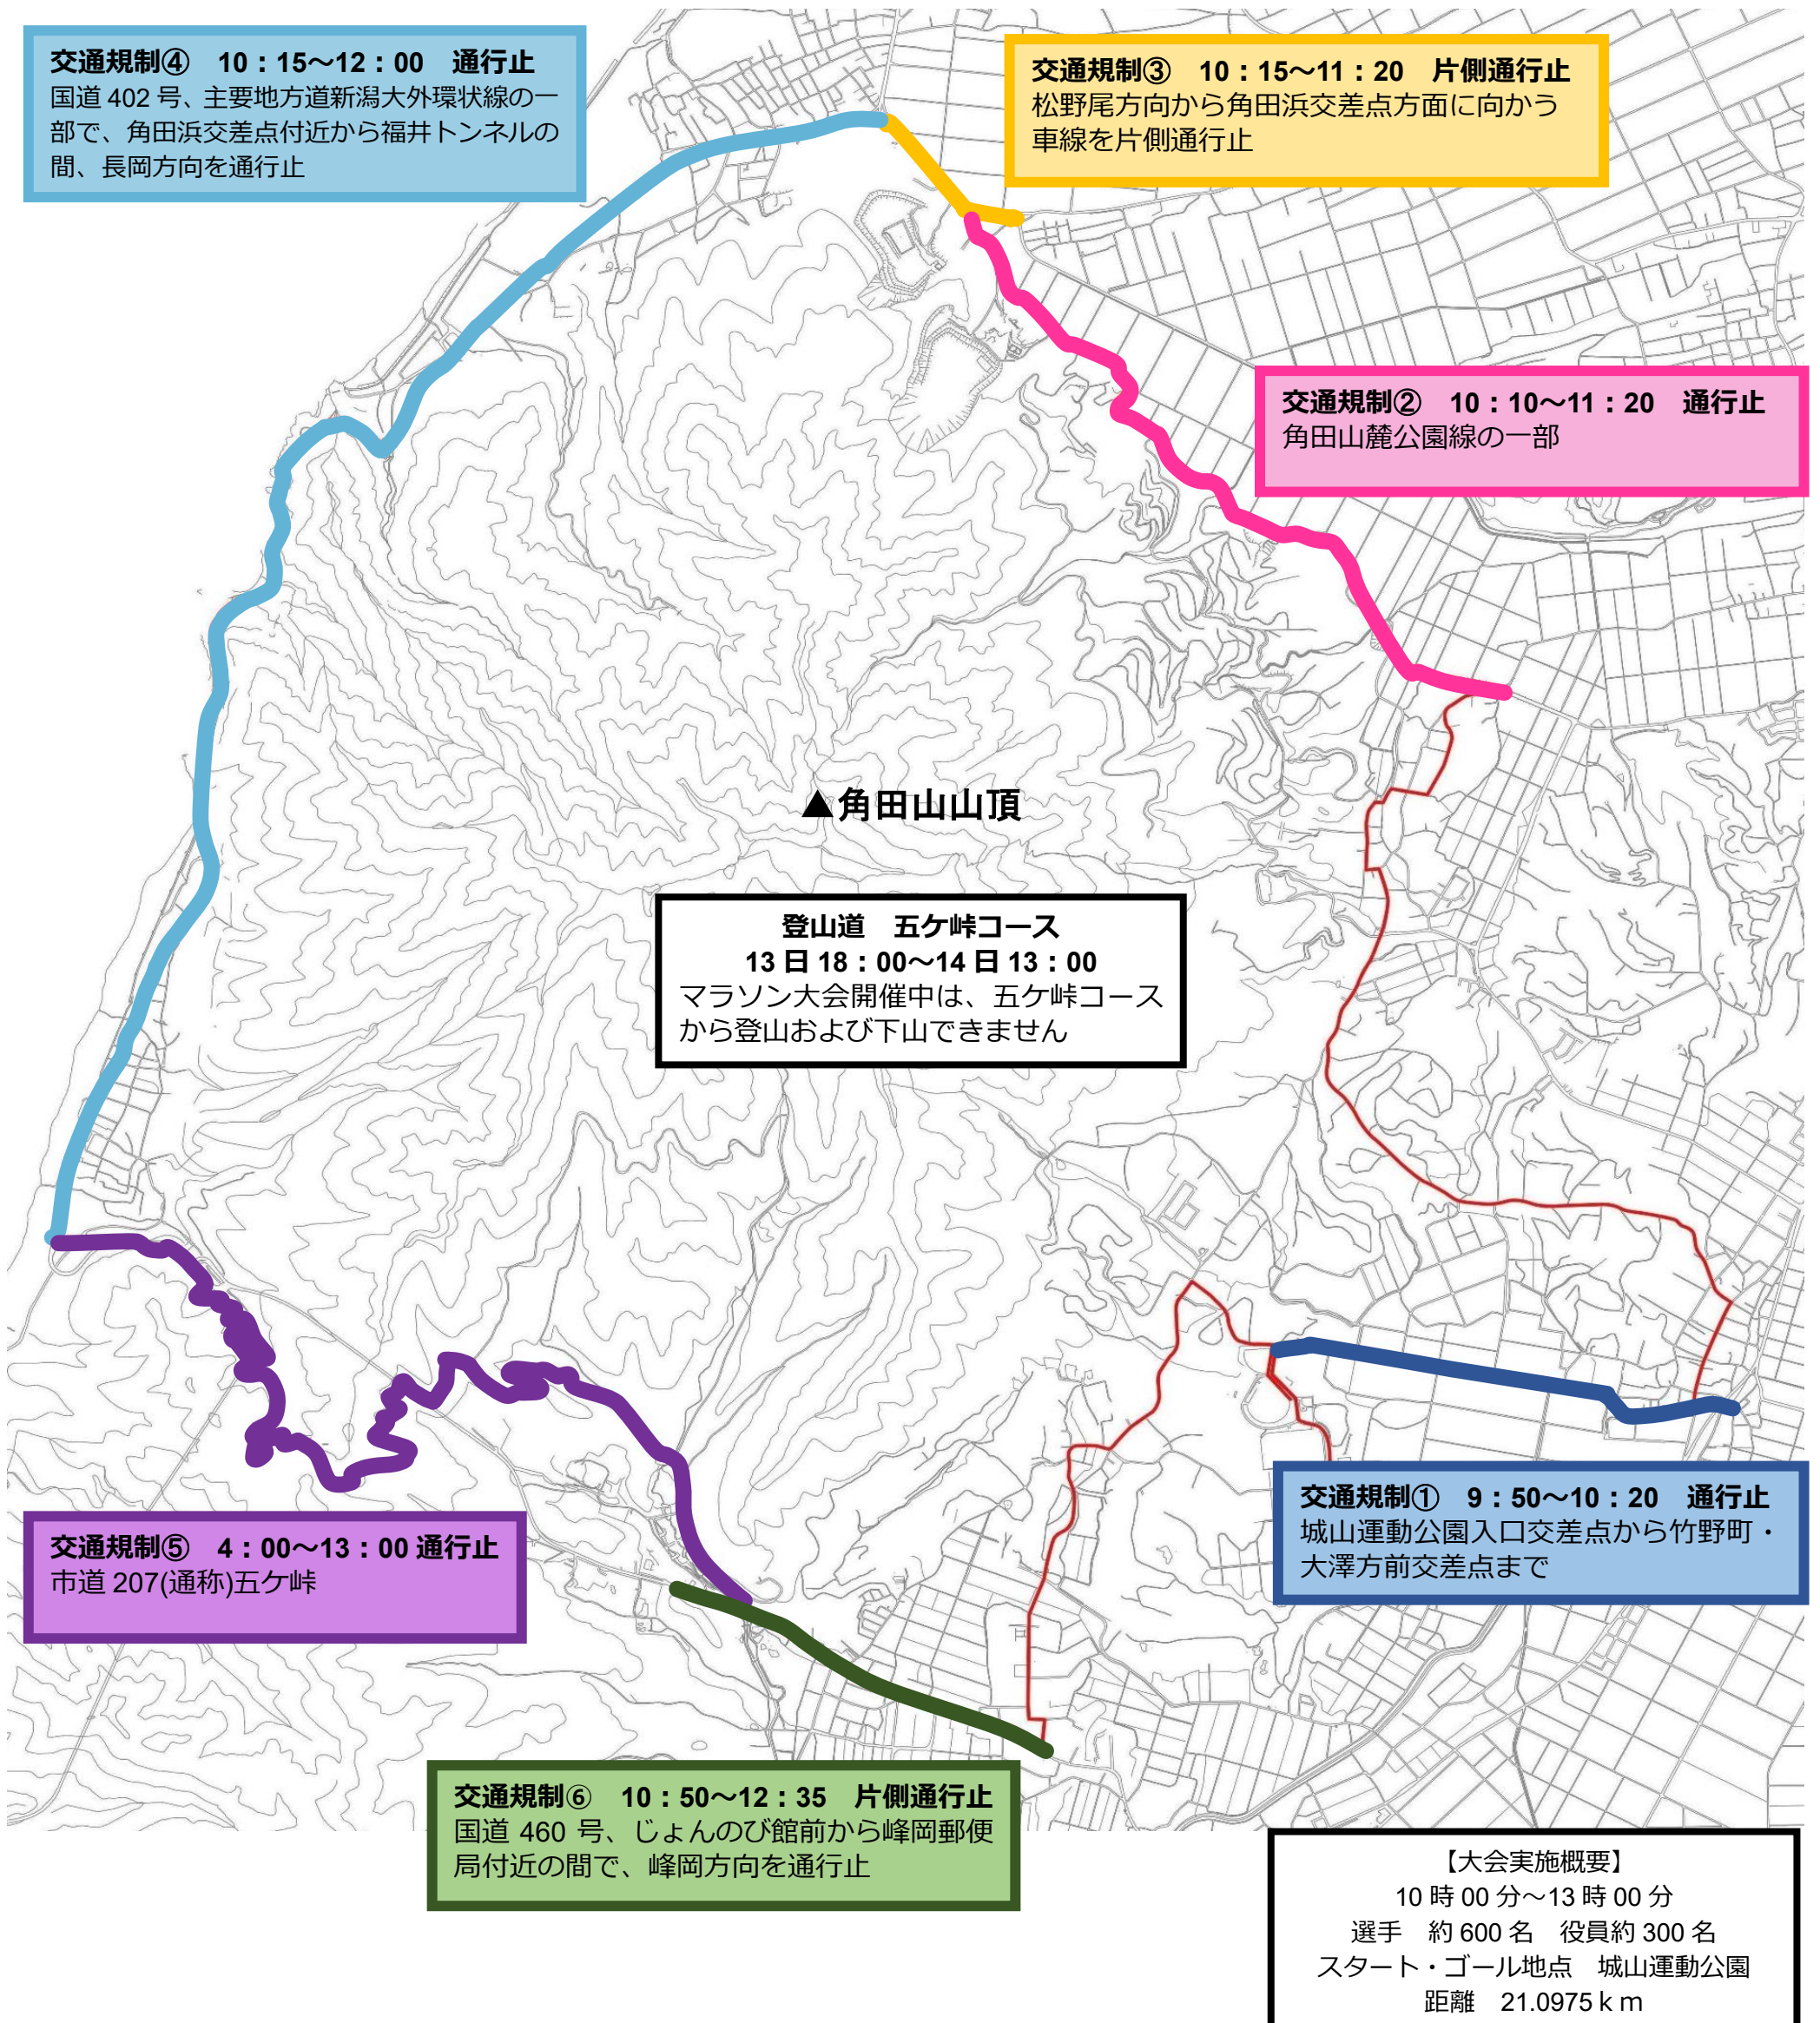 交通規制④　10：15～12：00　通行止
国道 402 号、主要地方道新潟大外環状線の一
部で、角田浜交差点付近から福井トンネルの
間、長岡方向を通行止
交通規制③　10：15～11：20　片側通行止
松野尾方向から角田浜交差点方面に向かう
車線を片側通行止
交通規制②　10：10～11：20　通行止
角田山麓公園線の一部
▲角田山山頂
登山道　五ケ峠コース
13 日 18：00～14 日 13：00
マラソン大会開催中は、五ケ峠コース
から登山および下山できません
交通規制①　9：50～10：20　通行止
城山運動公園入口交差点から竹野町・
大澤方前交差点まで
交通規制⑤　4：00～13：00 通行止
市道 207(通称)五ケ峠
交通規制⑥　10：50～12：35　片側通行止
国道 460 号、じょんのび館前から峰岡郵便
局付近の間で、峰岡方向を通行止
【大会実施概要】
10 時 00 分～13 時 00 分
選手　約 600 名　役員約 300 名
スタート・ゴール地点　城山運動公園
距離　21.0975ｋｍ